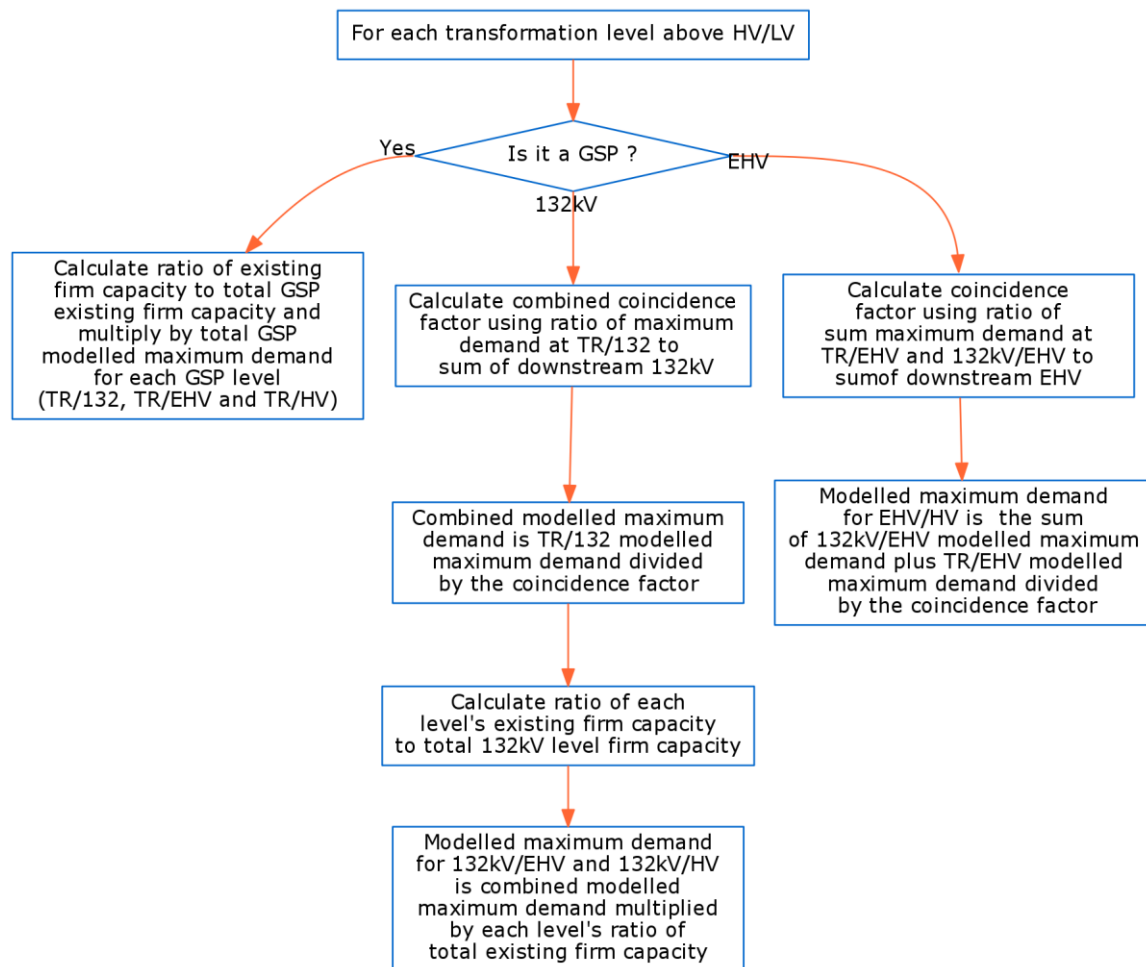 For each transformation level above HV/LV
Is it a GSP ?
Yes
EHV
132kV
Calculate ratio of existing
firm capacity to total GSP
existing firm capacity and
multiply by total GSP
modelled maximum demand
for each GSP level
(TR/132, TR/EHV and TR/HV)
Calculate combined coincidence
factor using ratio of maximum
demand at TR/132 to
sum of downstream 132kV
Calculate coincidence
factor using ratio of
sum maximum demand at
TR/EHV and 132kV/EHV to
sumof downstream EHV
Combined modelled maximum
demand is TR/132 modelled
maximum demand divided
by the coincidence factor
Modelled maximum demand
for EHV/HV is the sum
of 132kV/EHV modelled maximum
demand plus TR/EHV modelled
maximum demand divided
by the coincidence factor
Calculate ratio of each
level's existing firm capacity
to total 132kV level firm capacity
Modelled maximum demand
for 132kV/EHV and 132kV/HV
is combined modelled
maximum demand multiplied
by each level's ratio of
total existing firm capacity